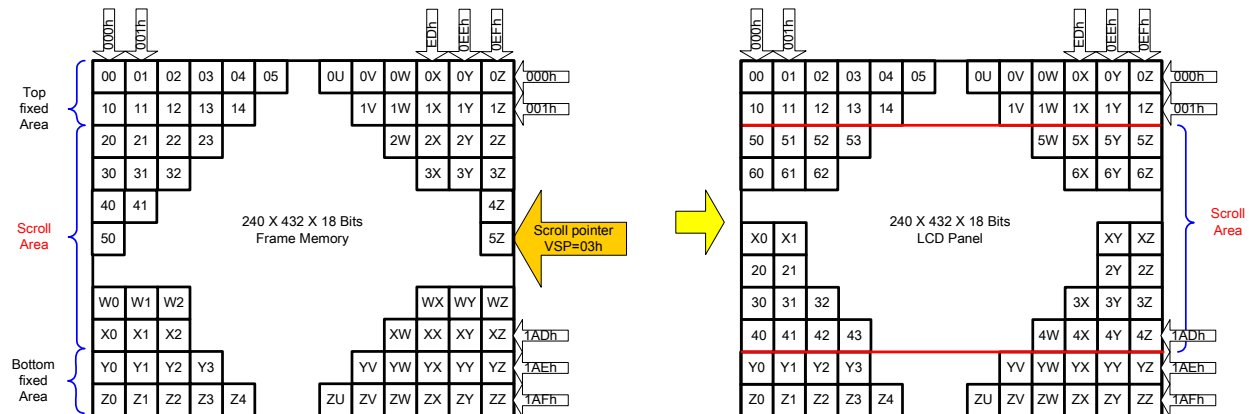 000h 001h EDh 0EEh 0EFh 000h 001h EDh 0EEh 0EFh
00 01 02 03 04 05 0U 0V 0W 0X 0Y 0Z 000h 00 01 02 03 04 05 0U 0V 0W 0X 0Y 0Z 000h
Top
fixed
Area
10 11 12 13 14 1V 1W 1X 1Y 1Z 001h 10 11 12 13 14 1V 1W 1X 1Y 1Z 001h
20 21 22 23 2W 2X 2Y 2Z 50 51 52 53 5W 5X 5Y 5Z
30 31 32 3X 3Y 3Z 60 61 62 6X 6Y 6Z
40 41 4Z
Scroll
Area
240 X 432 X 18 Bits
Frame Memory
Scroll pointer
VSP=03h
240 X 432 X 18 Bits
LCD Panel
Scroll
Area
50 5Z X0 X1 XY XZ
20 21 2Y 2Z
W0 W1 W2 WX WY WZ 30 31 32 3X 3Y 3Z
X0 X1 X2 XW XX XY XZ 1ADh 40 41 42 43 4W 4X 4Y 4Z 1ADh
Bottom
fixed
Area
Y0 Y1 Y2 Y3 YV YW YX YY YZ 1AEh Y0 Y1 Y2 Y3 YV YW YX YY YZ 1AEh
Z0 Z1 Z2 Z3 Z4 ZU ZV ZW ZX ZY ZZ 1AFh Z0 Z1 Z2 Z3 Z4 ZU ZV ZW ZX ZY ZZ 1AFh